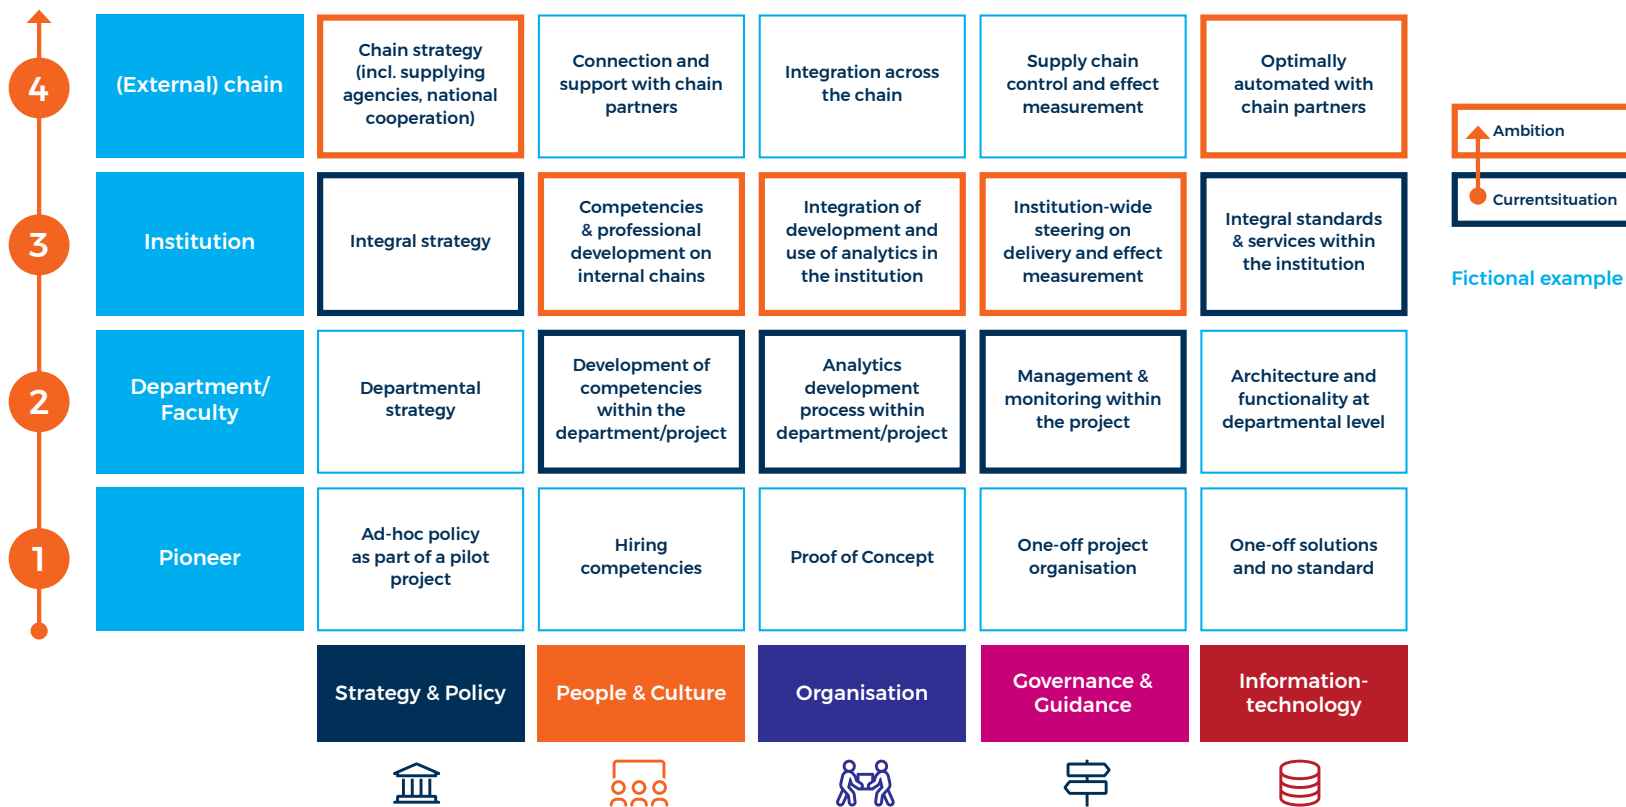 4
(External) chain
Chain strategy
(incl. supplying
agencies, national
cooperation)
Connection and
support with chain
partners
Integration across
the chain
Supply chain
control and effect
measurement
Optimally
automated with
chain partners
Ambition
Currentsituation
Fictional example
3
Institution
Integral strategy
Competencies
& professional
development on
internal chains
Integration of
development and
use of analytics in
the institution
Institution-wide
steering on
delivery and effect
measurement
Integral standards
& services within
the institution
2
Department/
Faculty
Departmental
strategy
Development of
competencies
within the
department/project
Analytics
development
process within
department/project
Management &
monitoring within
the project
Architecture and
functionality at
departmental level
1
Pioneer
Ad-hoc policy
as part of a pilot
project
Hiring
competencies
Proof of Concept
One-off project
organisation
One-off solutions
and no standard
Strategy & Policy
People & Culture
Organisation
Governance &
Guidance
Information-
technology